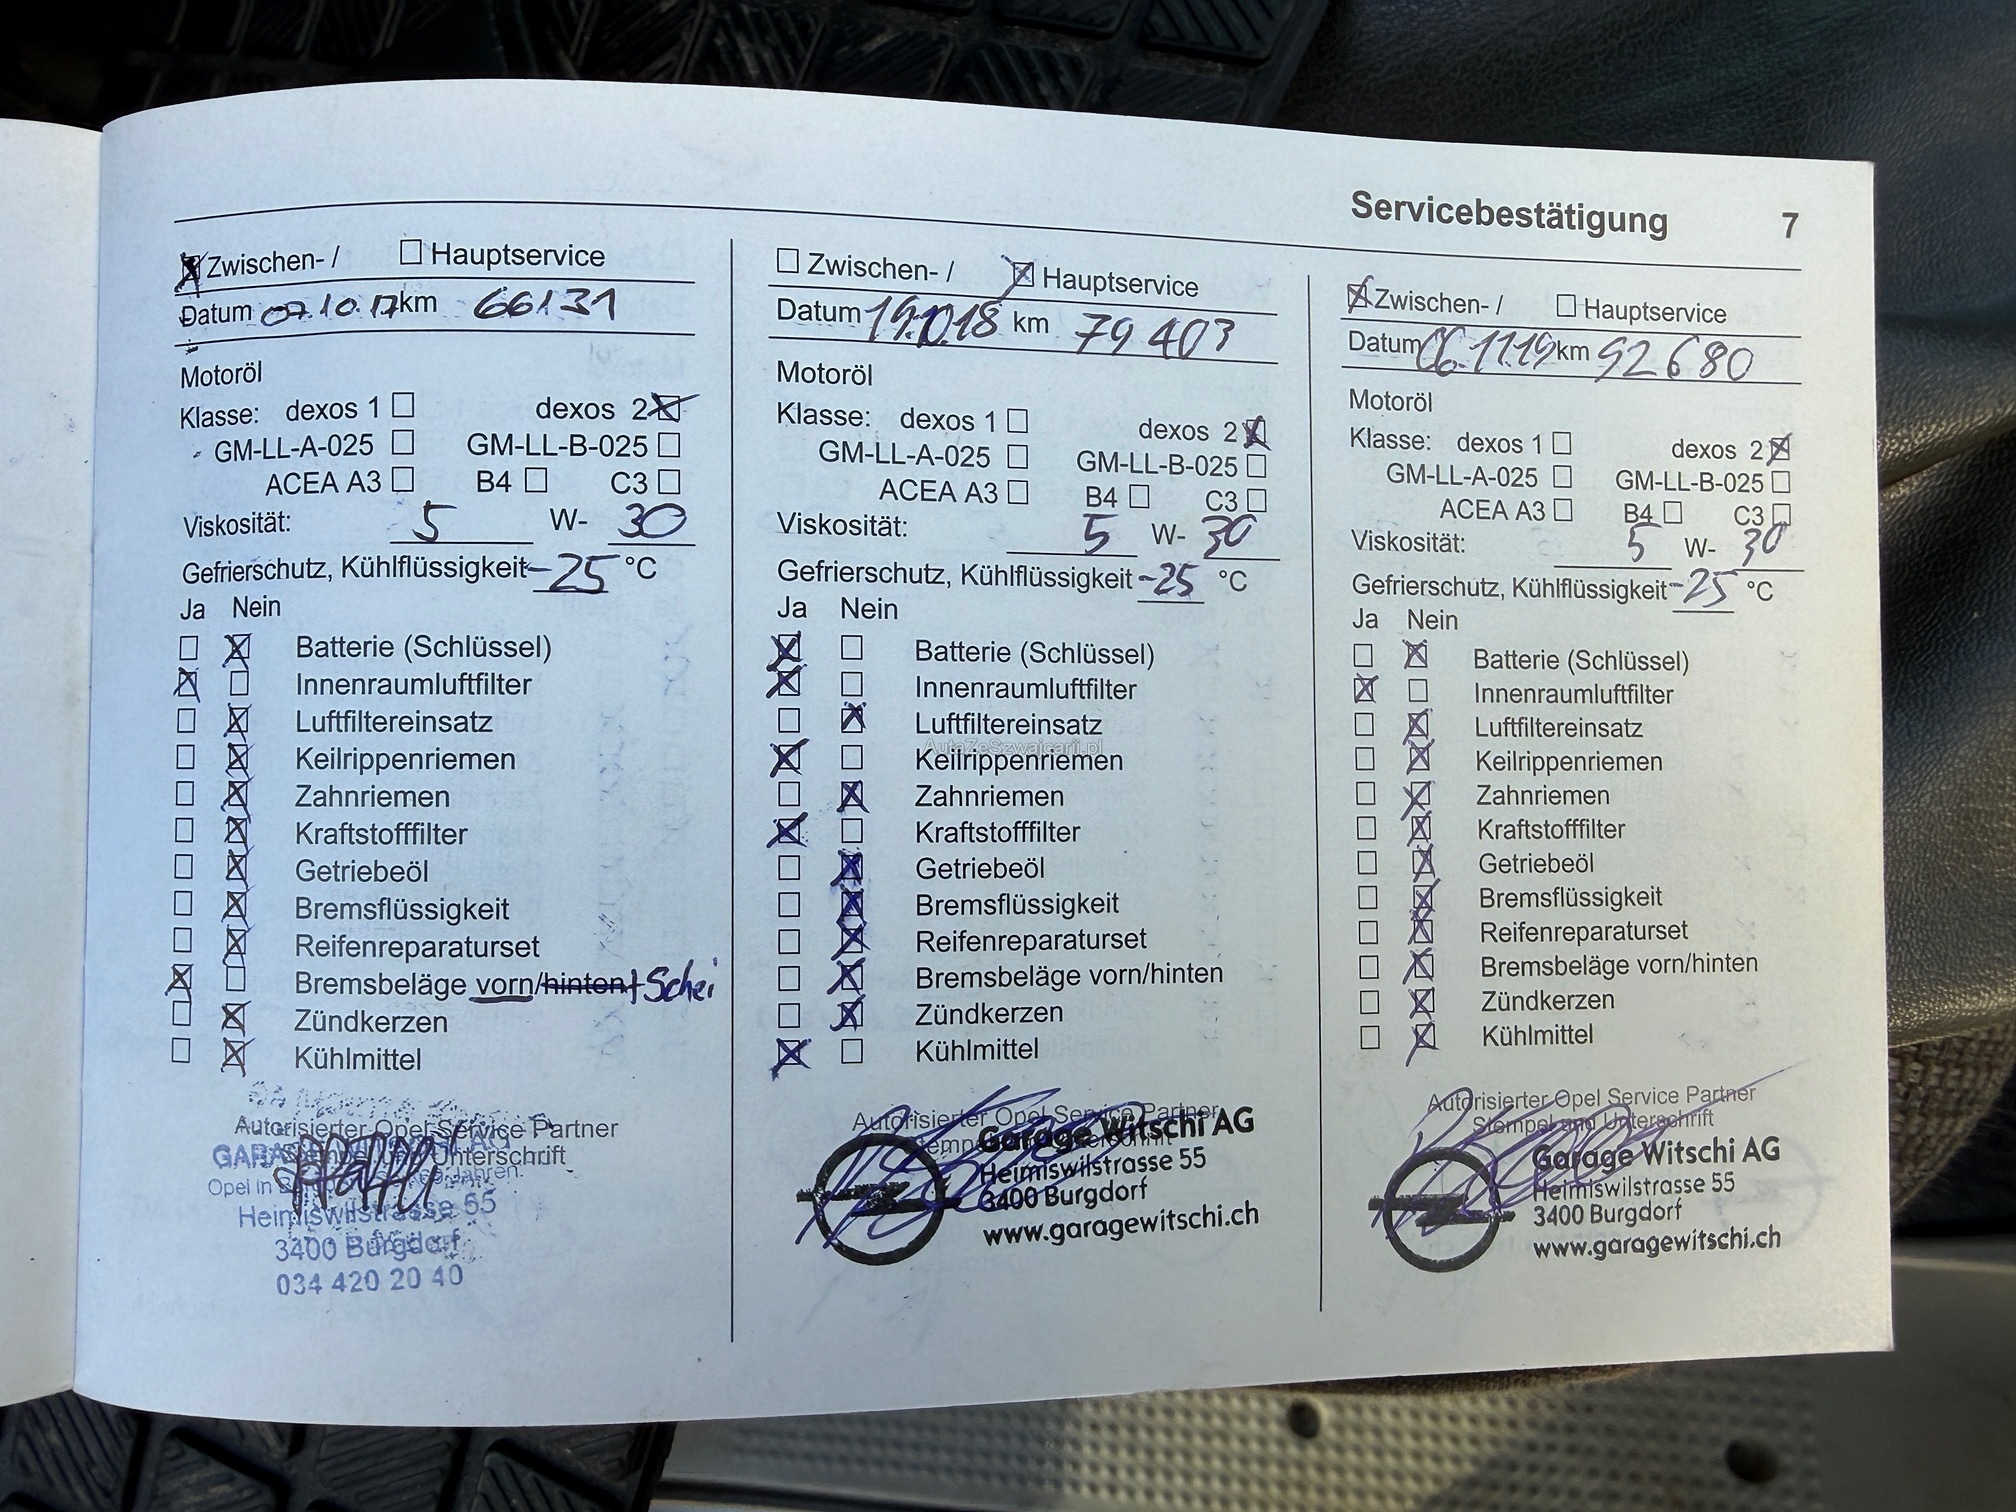 Servicebestätigung 7
Zwischen- / Hauptservice
Datum 07.10.17 km 66131
Motoröl
Klasse: dexos 1 dexos 2
GM-LL-A-025 GM-LL-B-025
ACEA A3 B4 C3
Viskosität: 5 W- 30
Gefrierschutz, Kühlflüssigkeit -25 °C
Ja Nein
Batterie (Schlüssel)
Innenraumluftfilter
Luftfiltereinsatz
Keilrippenriemen
Zahnriemen
Kraftstofffilter
Getriebeöl
Bremsflüssigkeit
Reifenreparaturset
Bremsbeläge vorn/hinten + Schei
Zündkerzen
Kühlmittel
Autorisierter Opel Service Partner
Unterschrift
Opel in
Heimiswilstrasse 55
3400 Burgdorf
034 420 20 40
Zwischen- / Hauptservice
Datum 19.10.18 km 79403
Motoröl
Klasse: dexos 1 dexos 2
GM-LL-A-025 GM-LL-B-025
ACEA A3 B4 C3
Viskosität: 5 W- 30
Gefrierschutz, Kühlflüssigkeit -25 °C
Ja Nein
Batterie (Schlüssel)
Innenraumluftfilter
Luftfiltereinsatz
AutaZeSzwajcarii.pl
Keilrippenriemen
Zahnriemen
Kraftstofffilter
Getriebeöl
Bremsflüssigkeit
Reifenreparaturset
Bremsbeläge vorn/hinten
Zündkerzen
Kühlmittel
Autorisierter Opel Service Partner
Garage Witschi AG
Heimiswilstrasse 55
3400 Burgdorf
www.garagewitschi.ch
Zwischen- / Hauptservice
Datum 06.11.19 km 92680
Motoröl
Klasse: dexos 1 dexos 2
GM-LL-A-025 GM-LL-B-025
ACEA A3 B4 C3
Viskosität: 5 W- 30
Gefrierschutz, Kühlflüssigkeit -25 °C
Ja Nein
Batterie (Schlüssel)
Innenraumluftfilter
Luftfiltereinsatz
Keilrippenriemen
Zahnriemen
Kraftstofffilter
Getriebeöl
Bremsflüssigkeit
Reifenreparaturset
Bremsbeläge vorn/hinten
Zündkerzen
Kühlmittel
Autorisierter Opel Service Partner
Stempel und Unterschrift
Garage Witschi AG
Heimiswilstrasse 55
3400 Burgdorf
www.garagewitschi.ch